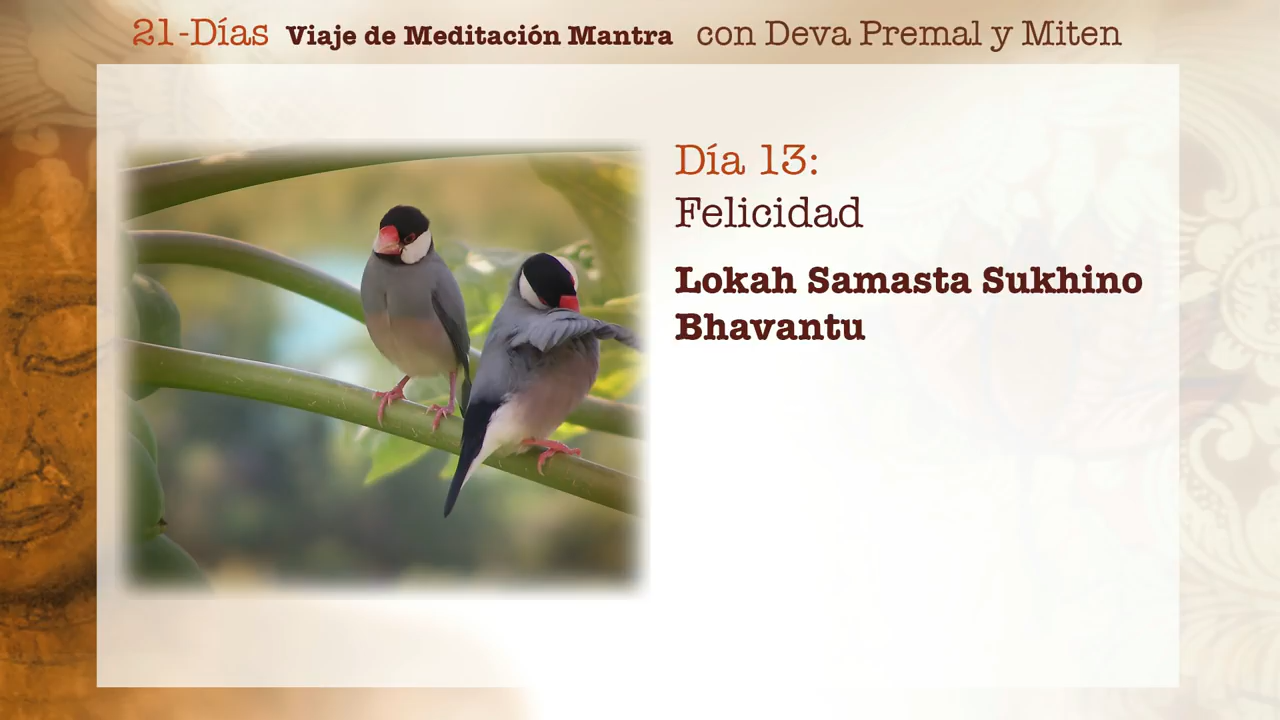 21-Días Viaje de Meditación Mantra con Deva Premal y Miten
Día 13:
Felicidad
Lokah Samasta Sukhino
Bhavantu